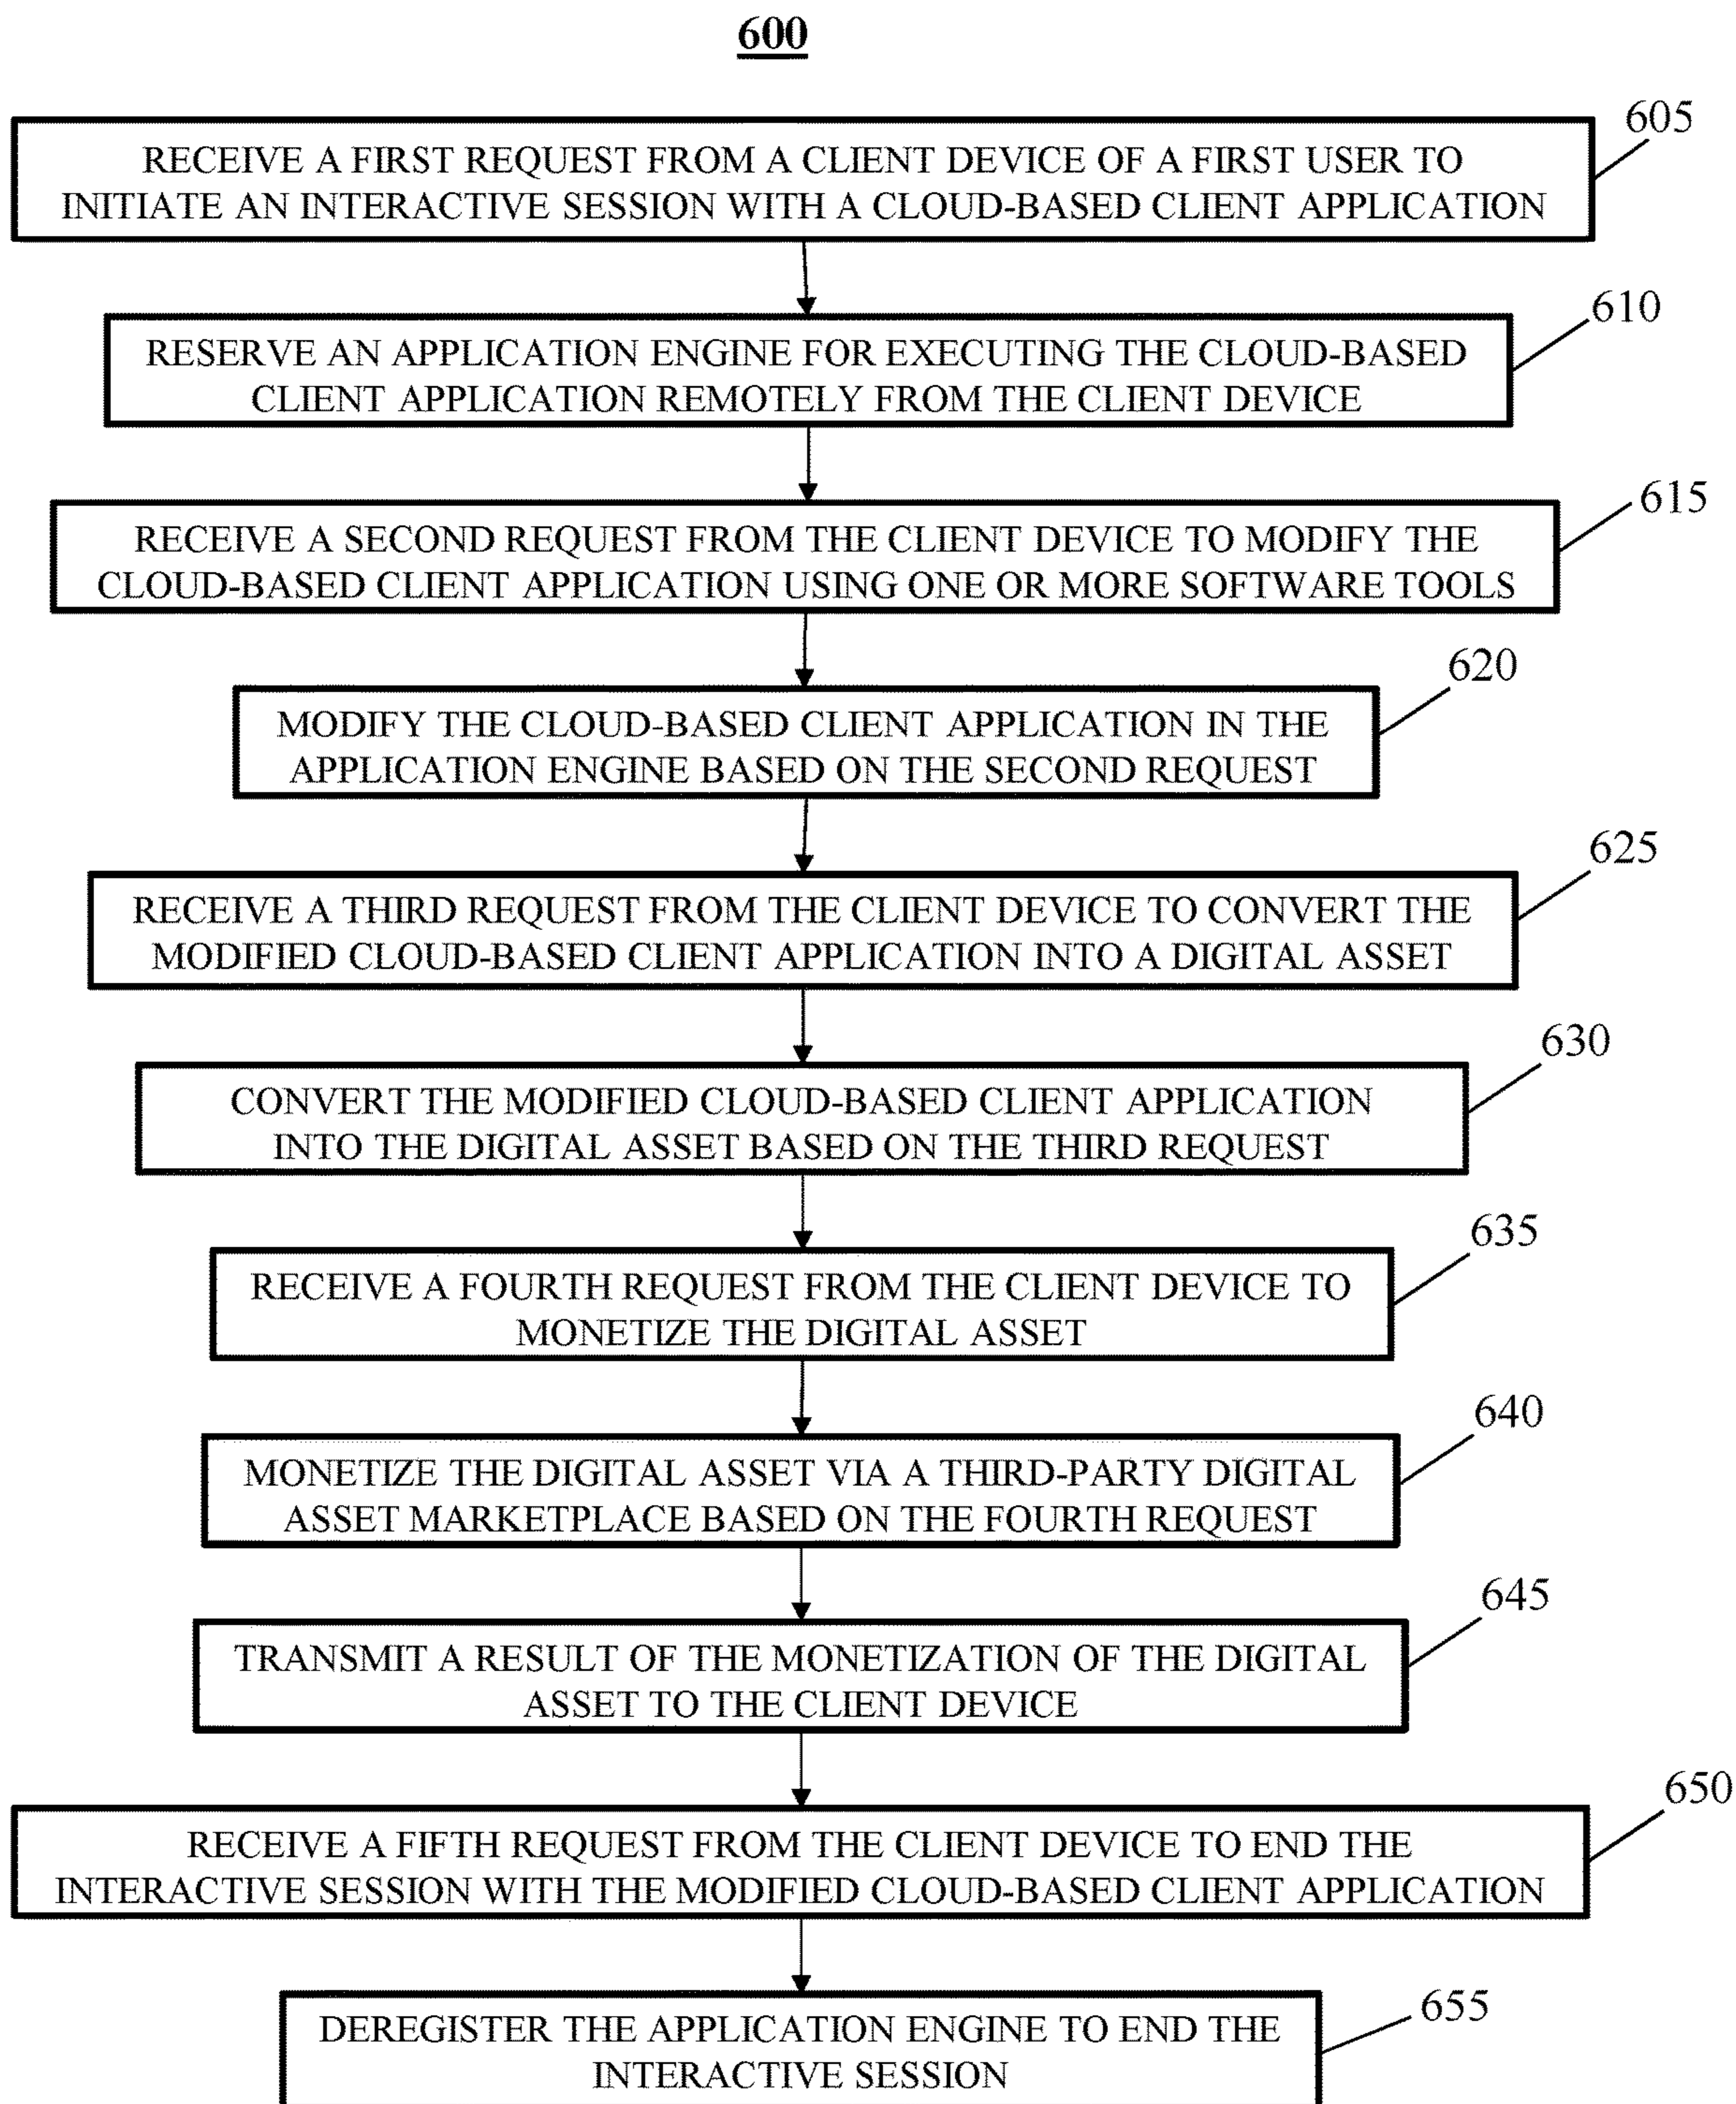 600
605
RECEIVE A FIRST REQUEST FROM A CLIENT DEVICE OF A FIRST USER TO
INITIATE AN INTERACTIVE SESSION WITH A CLOUD-BASED CLIENT APPLICATION
610
RESERVE AN APPLICATION ENGINE FOR EXECUTING THE CLOUD-BASED
CLIENT APPLICATION REMOTELY FROM THE CLIENT DEVICE
615
RECEIVE A SECOND REQUEST FROM THE CLIENT DEVICE TO MODIFY THE
CLOUD-BASED CLIENT APPLICATION USING ONE OR MORE SOFTWARE TOOLS
620
MODIFY THE CLOUD-BASED CLIENT APPLICATION IN THE
APPLICATION ENGINE BASED ON THE SECOND REQUEST
625
RECEIVE A THIRD REQUEST FROM THE CLIENT DEVICE TO CONVERT THE
MODIFIED CLOUD-BASED CLIENT APPLICATION INTO A DIGITAL ASSET
630
CONVERT THE MODIFIED CLOUD-BASED CLIENT APPLICATION
INTO THE DIGITAL ASSET BASED ON THE THIRD REQUEST
635
RECEIVE A FOURTH REQUEST FROM THE CLIENT DEVICE TO
MONETIZE THE DIGITAL ASSET
640
MONETIZE THE DIGITAL ASSET VIA A THIRD-PARTY DIGITAL
ASSET MARKETPLACE BASED ON THE FOURTH REQUEST
645
TRANSMIT A RESULT OF THE MONETIZATION OF THE DIGITAL
ASSET TO THE CLIENT DEVICE
650
RECEIVE A FIFTH REQUEST FROM THE CLIENT DEVICE TO END THE
INTERACTIVE SESSION WITH THE MODIFIED CLOUD-BASED CLIENT APPLICATION
655
DEREGISTER THE APPLICATION ENGINE TO END THE
INTERACTIVE SESSION